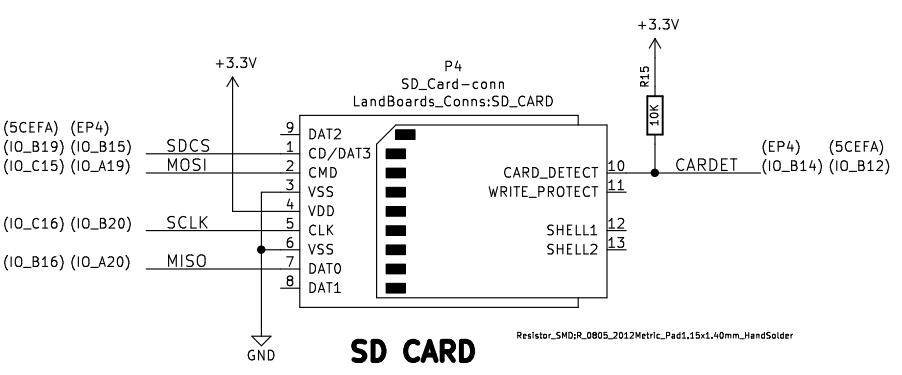 +3.3V
+3.3V
P4
SD_Card-conn
LandBoards_Conns:SD_CARD
R15
10K
(5CEFA) (EP4)
(IO_B19) (IO_B15) SDCS
(IO_C15) (IO_A19) MOSI
(IO_C16) (IO_B20) SCLK
(IO_B16) (IO_A20) MISO
9 DAT2
1 CD/DAT3
2 CMD
3 VSS
4 VDD
5 CLK
6 VSS
7 DAT0
8 DAT1
CARD_DETECT 10
WRITE_PROTECT 11
SHELL1 12
SHELL2 13
CARDET
(EP4) (5CEFA)
(IO_B14) (IO_B12)
GND
SD CARD
Resistor_SMD;R_0805_2012Metric_Pad1.15x1.40mm_HandSolder